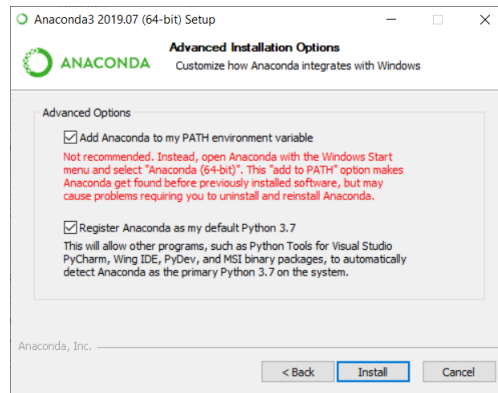 Anaconda3 2019.07 (64-bit) Setup
ANACONDA
Advanced Installation Options
Customize how Anaconda integrates with Windows
Advanced Options
Add Anaconda to my PATH environment variable
Not recommended. Instead, open Anaconda with the Windows Start
menu and select "Anaconda (64-bit)". This "add to PATH" option makes
Anaconda get found before previously installed software, but may
cause problems requiring you to uninstall and reinstall Anaconda.
Register Anaconda as my default Python 3.7
This will allow other programs, such as Python Tools for Visual Studio
PyCharm, Wing IDE, PyDev, and MSI binary packages, to automatically
detect Anaconda as the primary Python 3.7 on the system.
Anaconda, Inc.
< Back
Install
Cancel